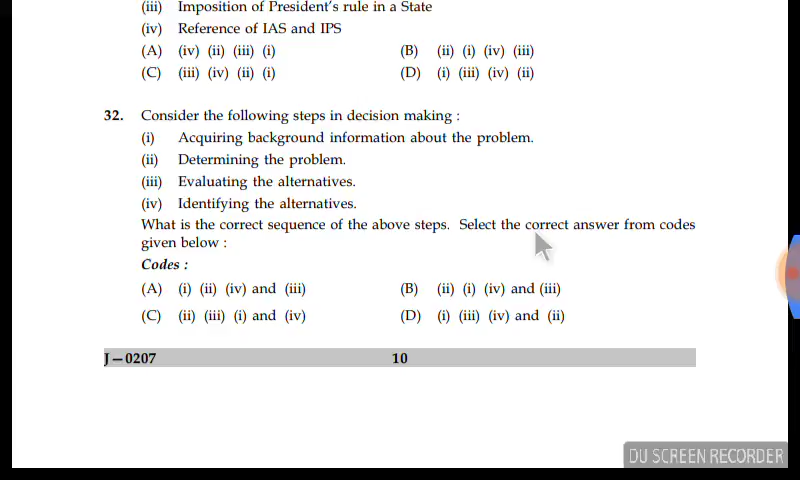 (iii) Imposition of President's rule in a State
(iv) Reference of IAS and IPS
(A) (iv) (ii) (iii) (i) (B) (ii) (i) (iv) (iii)
(C) (iii) (iv) (ii) (i) (D) (i) (iii) (iv) (ii)
32. Consider the following steps in decision making :
(i) Acquiring background information about the problem.
(ii) Determining the problem.
(iii) Evaluating the alternatives.
(iv) Identifying the alternatives.
What is the correct sequence of the above steps. Select the correct answer from codes
given below :
Codes :
(A) (i) (ii) (iv) and (iii) (B) (ii) (i) (iv) and (iii)
(C) (ii) (iii) (i) and (iv) (D) (i) (iii) (iv) and (ii)
J – 0207 10
DU SCREEN RECORDER